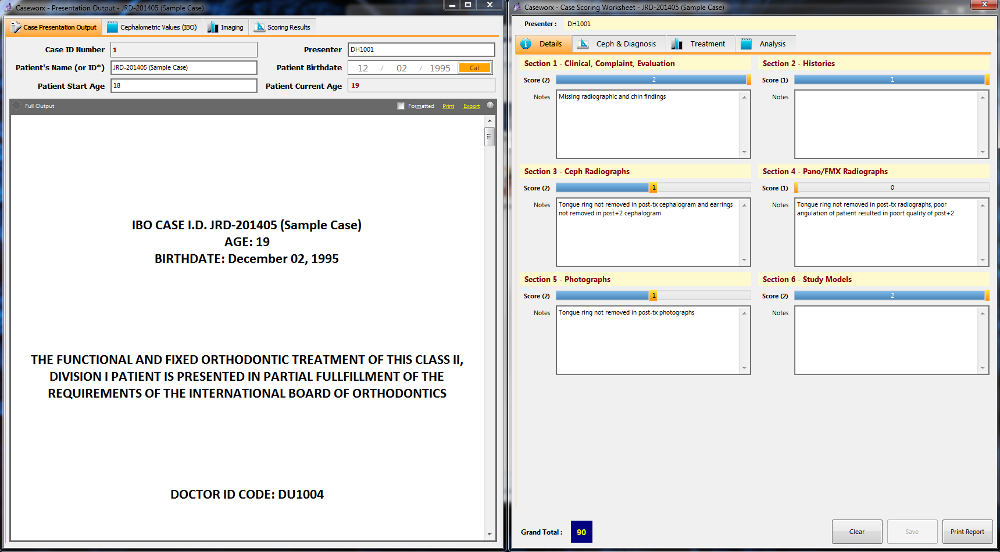 Caseworx - Presentation Output - JRD-201405 (Sample Case)
Case Presentation Output
Cephalometric Values (IBO)
Imaging
Scoring Results
Case ID Number 1
Presenter DH1001
Patient's Name (or ID*) JRD-201405 (Sample Case)
Patient Birthdate 12 / 02 / 1995 Cal
Patient Start Age 18
Patient Current Age 19
Full Output
Formatted
Print
Export
IBO CASE I.D. JRD-201405 (Sample Case)
AGE: 19
BIRTHDATE: December 02, 1995
THE FUNCTIONAL AND FIXED ORTHODONTIC TREATMENT OF THIS CLASS II,
DIVISION I PATIENT IS PRESENTED IN PARTIAL FULLFILLMENT OF THE
REQUIREMENTS OF THE INTERNATIONAL BOARD OF ORTHODONTICS
DOCTOR ID CODE: DU1004
Caseworx - Case Scoring Worksheet - JRD-201405 (Sample Case)
Presenter : DH1001
Details
Ceph & Diagnosis
Treatment
Analysis
Section 1 - Clinical, Complaint, Evaluation
Score (2) 2
Notes
Missing radiographic and chin findings
Section 2 - Histories
Score (1) 1
Notes
Section 3 - Ceph Radiographs
Score (2) 1
Notes
Tongue ring not removed in post-tx cephalogram and earrings
not removed in post+2 cephalogram
Section 4 - Pano/FMX Radiographs
Score (1) 0
Notes
Tongue ring not removed in post-tx radiographs, poor
angulation of patient resulted in poort quality of post+2
Section 5 - Photographs
Score (2) 1
Notes
Tongue ring not removed in post-tx photographs
Section 6 - Study Models
Score (2) 2
Notes
Grand Total : 90
Clear
Save
Print Report